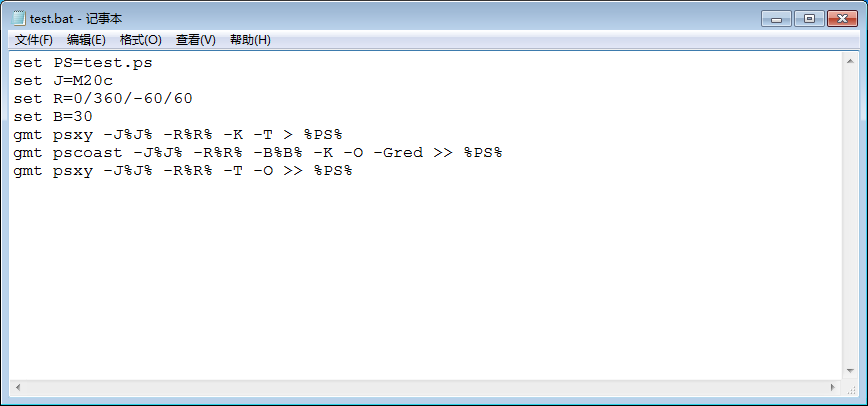 test.bat - 记事本
文件(F) 编辑(E) 格式(O) 查看(V) 帮助(H)
set PS=test.ps
set J=M20c
set R=0/360/-60/60
set B=30
gmt psxy -J%J% -R%R% -K -T > %PS%
gmt pscoast -J%J% -R%R% -B%B% -K -O -Gred >> %PS%
gmt psxy -J%J% -R%R% -T -O >> %PS%